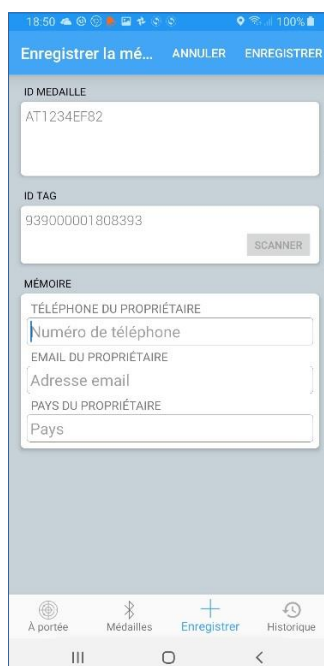 18:50 100%
Enregistrer la mé... ANNULER ENREGISTRER
ID MEDAILLE
AT1234EF82
ID TAG
939000001808393
SCANNER
MÉMOIRE
TÉLÉPHONE DU PROPRIÉTAIRE
Numéro de téléphone
EMAIL DU PROPRIÉTAIRE
Adresse email
PAYS DU PROPRIÉTAIRE
Pays
À portée Médailles Enregistrer Historique